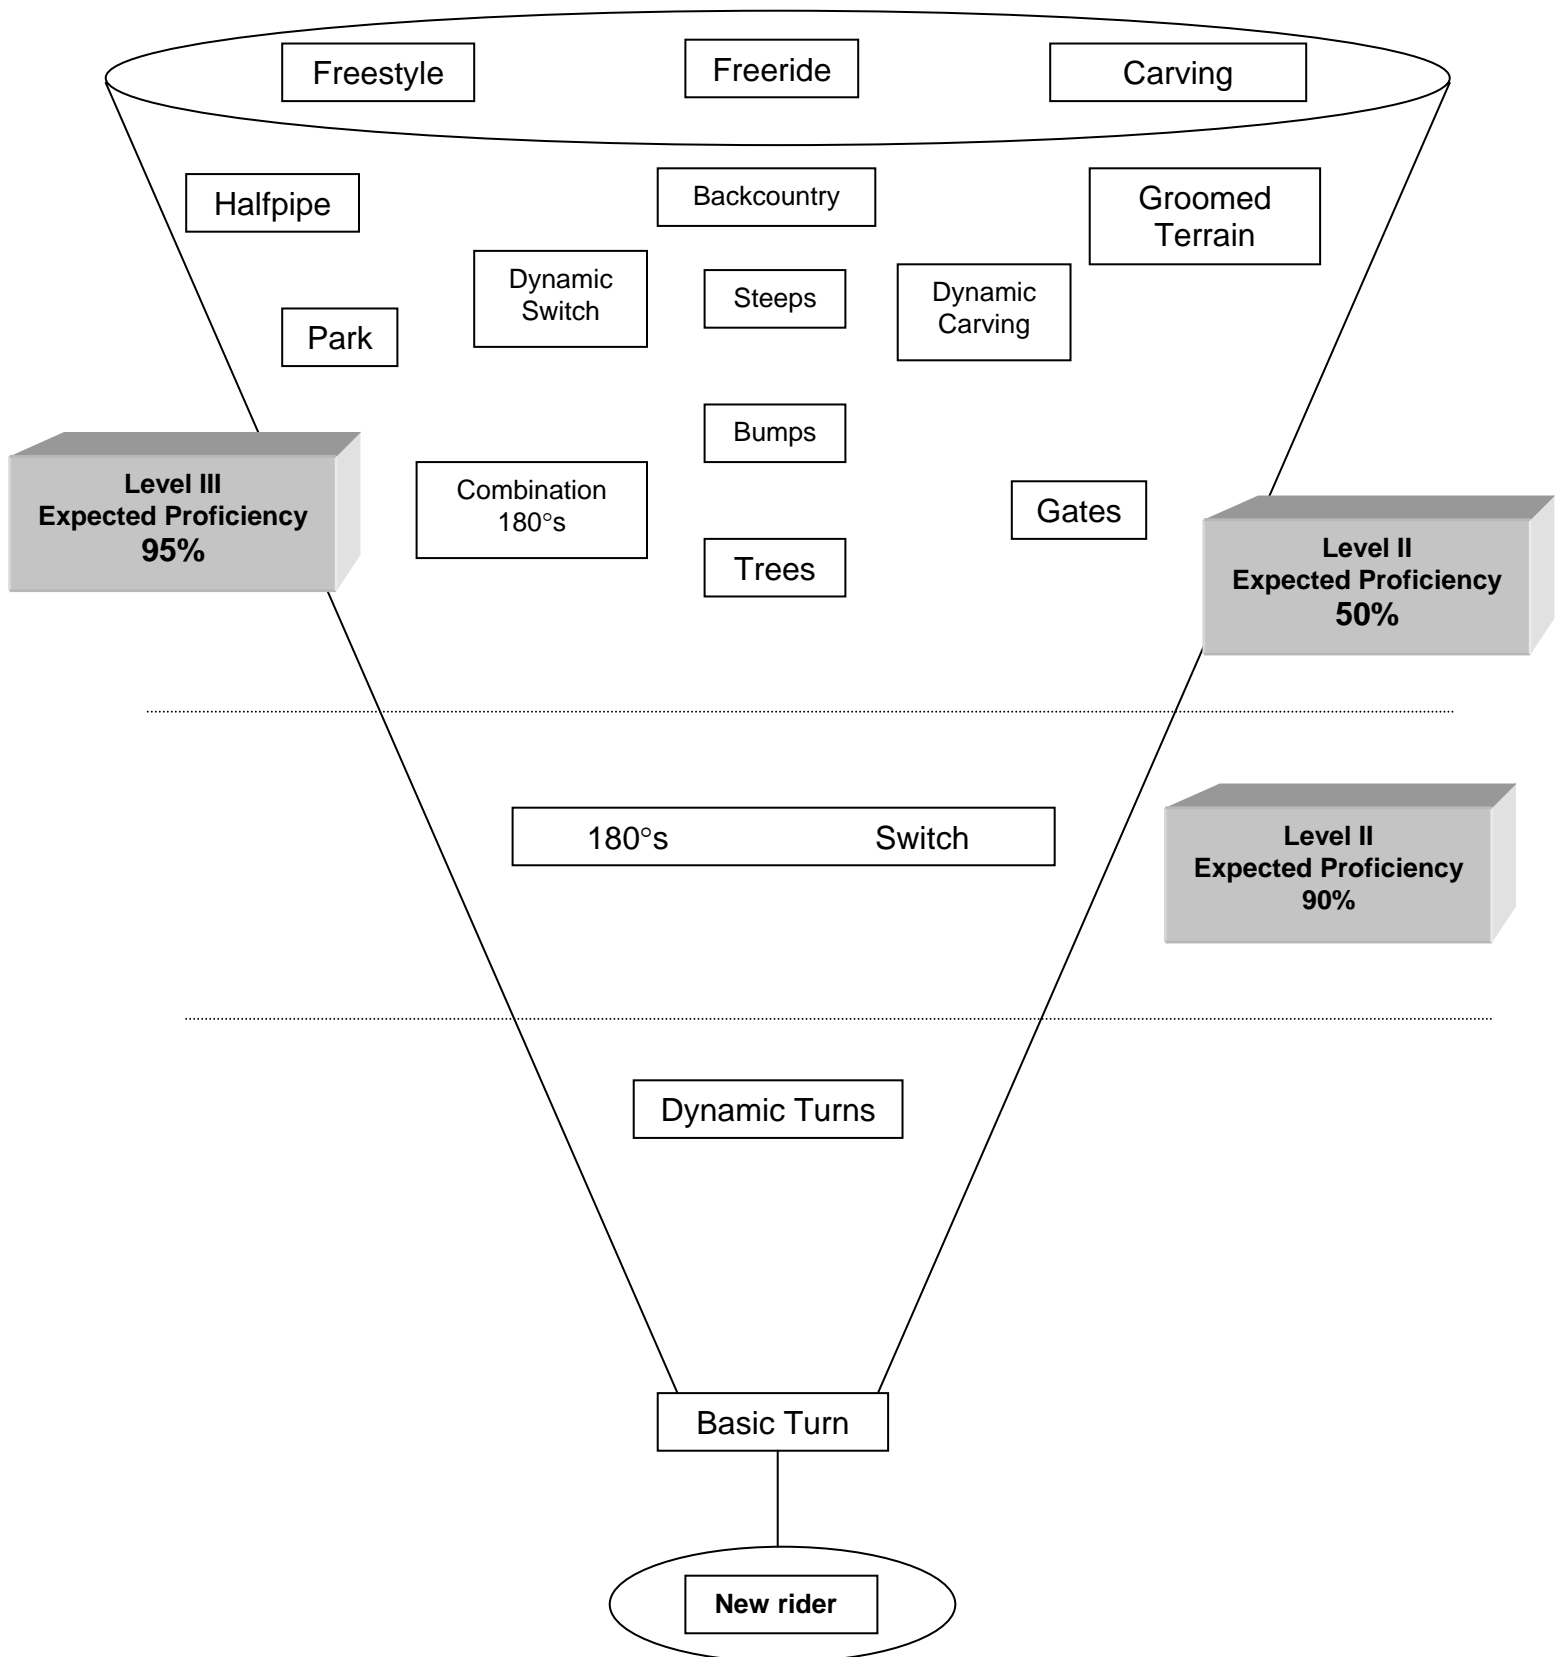 Freestyle
Freeride
Carving
Halfpipe
Backcountry
Groomed
Terrain
Dynamic
Switch
Steeps
Dynamic
Carving
Park
Bumps
Level III
Expected Proficiency
95%
Combination
180°s
Gates
Trees
Level II
Expected Proficiency
50%
180°s Switch
Level II
Expected Proficiency
90%
Dynamic Turns
Basic Turn
New rider